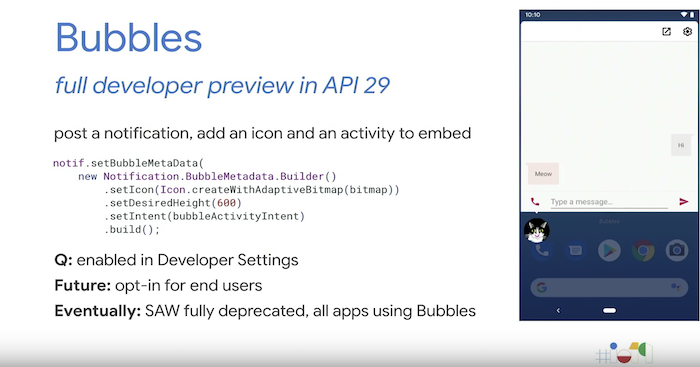 Bubbles
full developer preview in API 29
post a notification, add an icon and an activity to embed
notif.setBubbleMetaData(
new Notification.BubbleMetadata.Builder()
.setIcon(Icon.createWithAdaptiveBitmap(bitmap))
.setDesiredHeight(600)
.setIntent(bubbleActivityIntent)
.build();
Q: enabled in Developer Settings
Future: opt-in for end users
Eventually: SAW fully deprecated, all apps using Bubbles
10:10
Hi
Meow
Type a message...
Bubbles
G
#